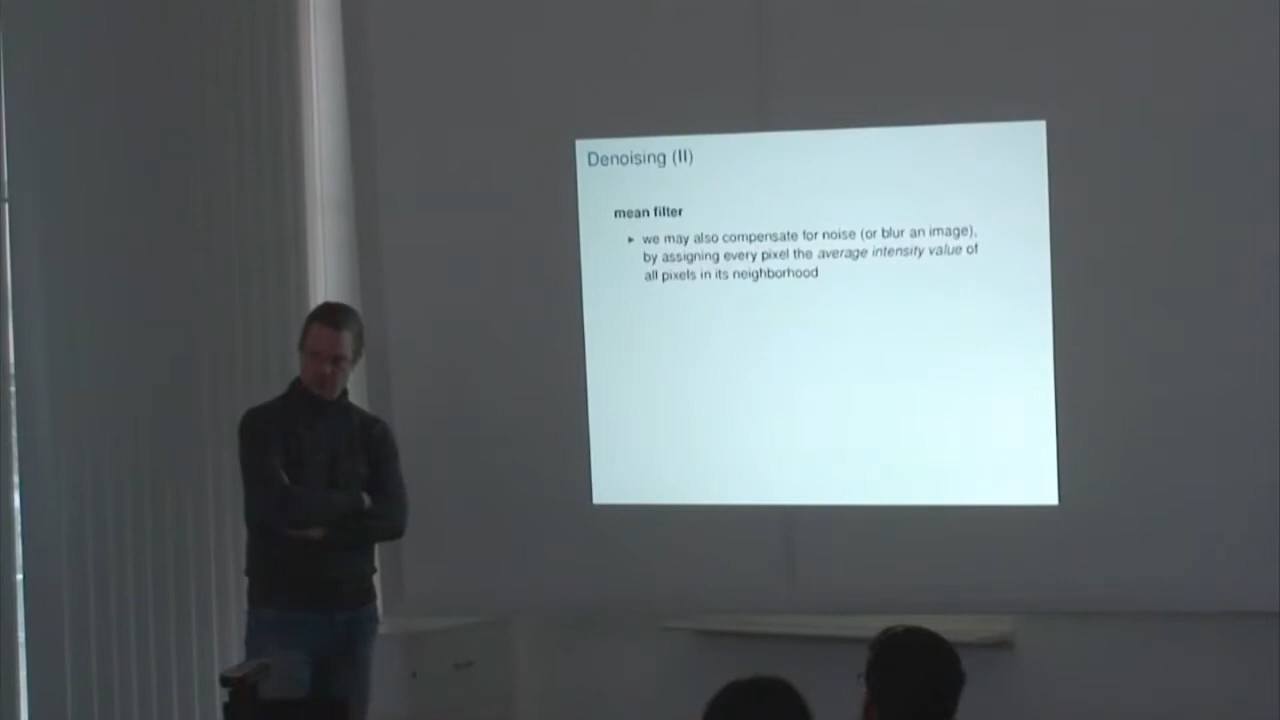 Denoising (II)
mean filter
▸ we may also compensate for noise (or blur an image),
by assigning every pixel the average intensity value of
all pixels in its neighborhood